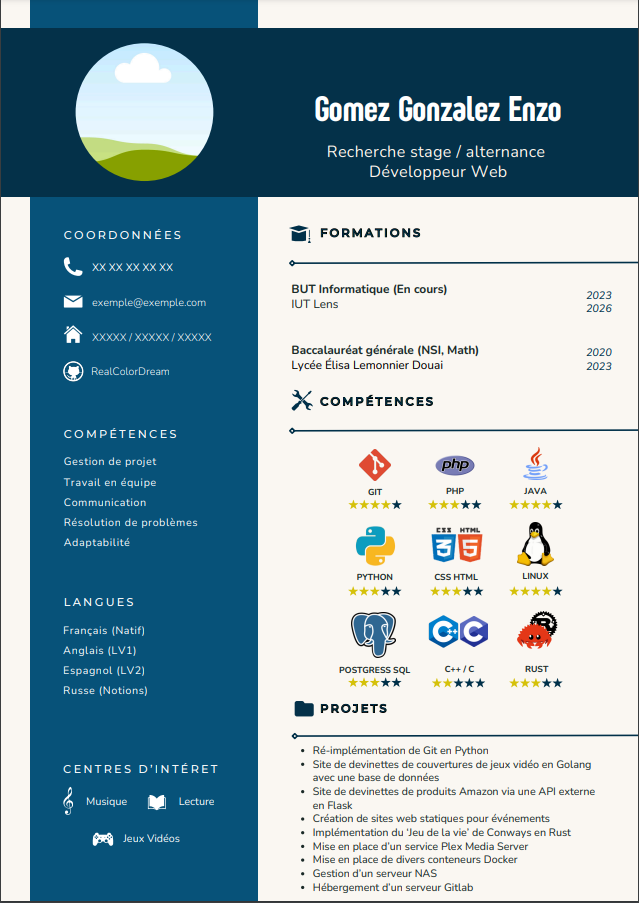 Gomez Gonzalez Enzo
Recherche stage / alternance
Développeur Web
COORDONNÉES
XX XX XX XX XX
exemple@exemple.com
XXXXX / XXXXX / XXXXX
RealColorDream
COMPÉTENCES
Gestion de projet
Travail en équipe
Communication
Résolution de problèmes
Adaptabilité
LANGUES
Français (Natif)
Anglais (LV1)
Espagnol (LV2)
Russe (Notions)
CENTRES D'INTÉRET
Musique
Lecture
Jeux Vidéos
FORMATIONS
BUT Informatique (En cours)
IUT Lens
2023
2026
Baccalauréat générale (NSI, Math)
Lycée Élisa Lemonnier Douai
2020
2023
COMPÉTENCES
php
GIT
PHP
JAVA
CSS HTML
3 5
PYTHON
CSS HTML
LINUX
C++ C
R
POSTGRESS SQL
C++ / C
RUST
PROJETS
• Ré-implémentation de Git en Python
• Site de devinettes de couvertures de jeux vidéo en Golang
avec une base de données
• Site de devinettes de produits Amazon via une API externe
en Flask
• Création de sites web statiques pour événements
• Implémentation du 'Jeu de la vie' de Conways en Rust
• Mise en place d'un service Plex Media Server
• Mise en place de divers conteneurs Docker
• Gestion d'un serveur NAS
• Hébergement d'un serveur Gitlab